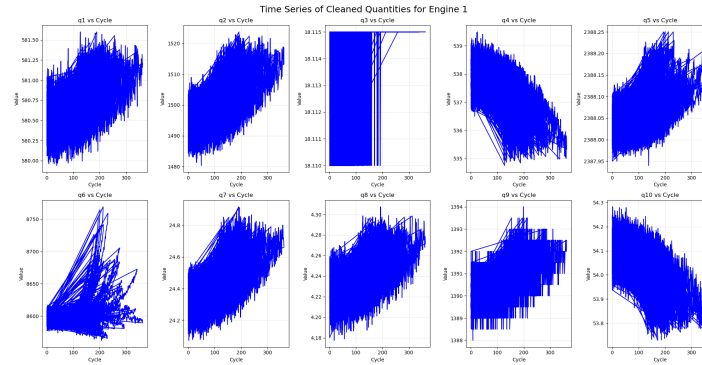 Time Series of Cleaned Quantities for Engine 1
q1 vs Cycle
581.50
581.25
581.00
580.75
580.50
580.25
580.00
Value
0 100 200 300
Cycle
q2 vs Cycle
1520
1510
1500
1490
1480
Value
0 100 200 300
Cycle
q3 vs Cycle
18.115
18.114
18.113
18.112
18.111
18.110
Value
0 100 200 300
Cycle
q4 vs Cycle
539
538
537
536
535
Value
0 100 200 300
Cycle
q5 vs Cycle
2388.25
2388.20
2388.15
2388.10
2388.05
2388.00
2387.95
Value
0 100 200 300
Cycle
q6 vs Cycle
8750
8700
8650
8600
Value
0 100 200 300
Cycle
q7 vs Cycle
24.8
24.6
24.4
24.2
Value
0 100 200 300
Cycle
q8 vs Cycle
4.30
4.28
4.26
4.24
4.22
4.20
4.18
Value
0 100 200 300
Cycle
q9 vs Cycle
1394
1393
1392
1391
1390
1389
1388
Value
0 100 200 300
Cycle
q10 vs Cycle
54.3
54.2
54.1
54.0
53.9
53.8
Value
0 100 200 300
Cycle